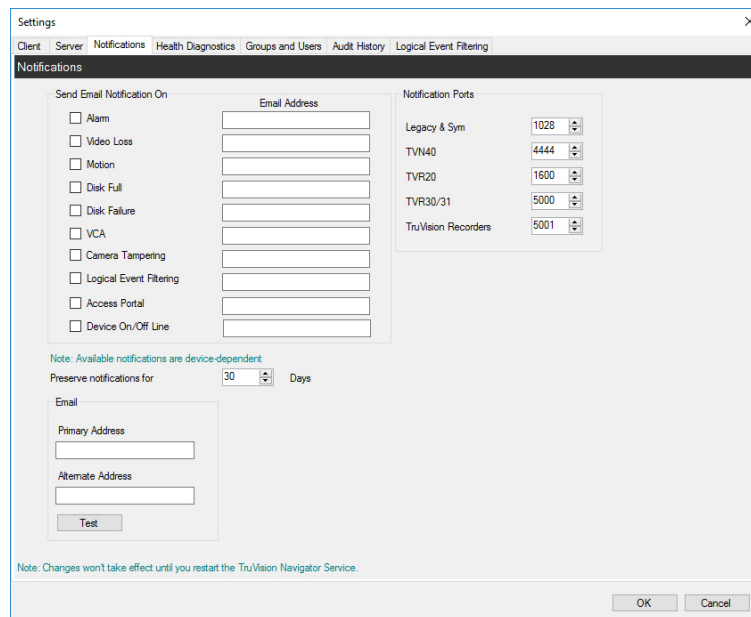 Settings
Client Server Notifications Health Diagnostics Groups and Users Audit History Logical Event Filtering
Notifications
Send Email Notification On
Email Address
Alarm
Video Loss
Motion
Disk Full
Disk Failure
VCA
Camera Tampering
Logical Event Filtering
Access Portal
Device On/Off Line
Notification Ports
Legacy & Sym 1028
TVN40 4444
TVR20 1600
TVR30/31 5000
TruVision Recorders 5001
Note: Available notifications are device-dependent
Preserve notifications for 30 Days
Email
Primary Address
Alternate Address
Test
Note: Changes won't take effect until you restart the TruVision Navigator Service.
OK Cancel